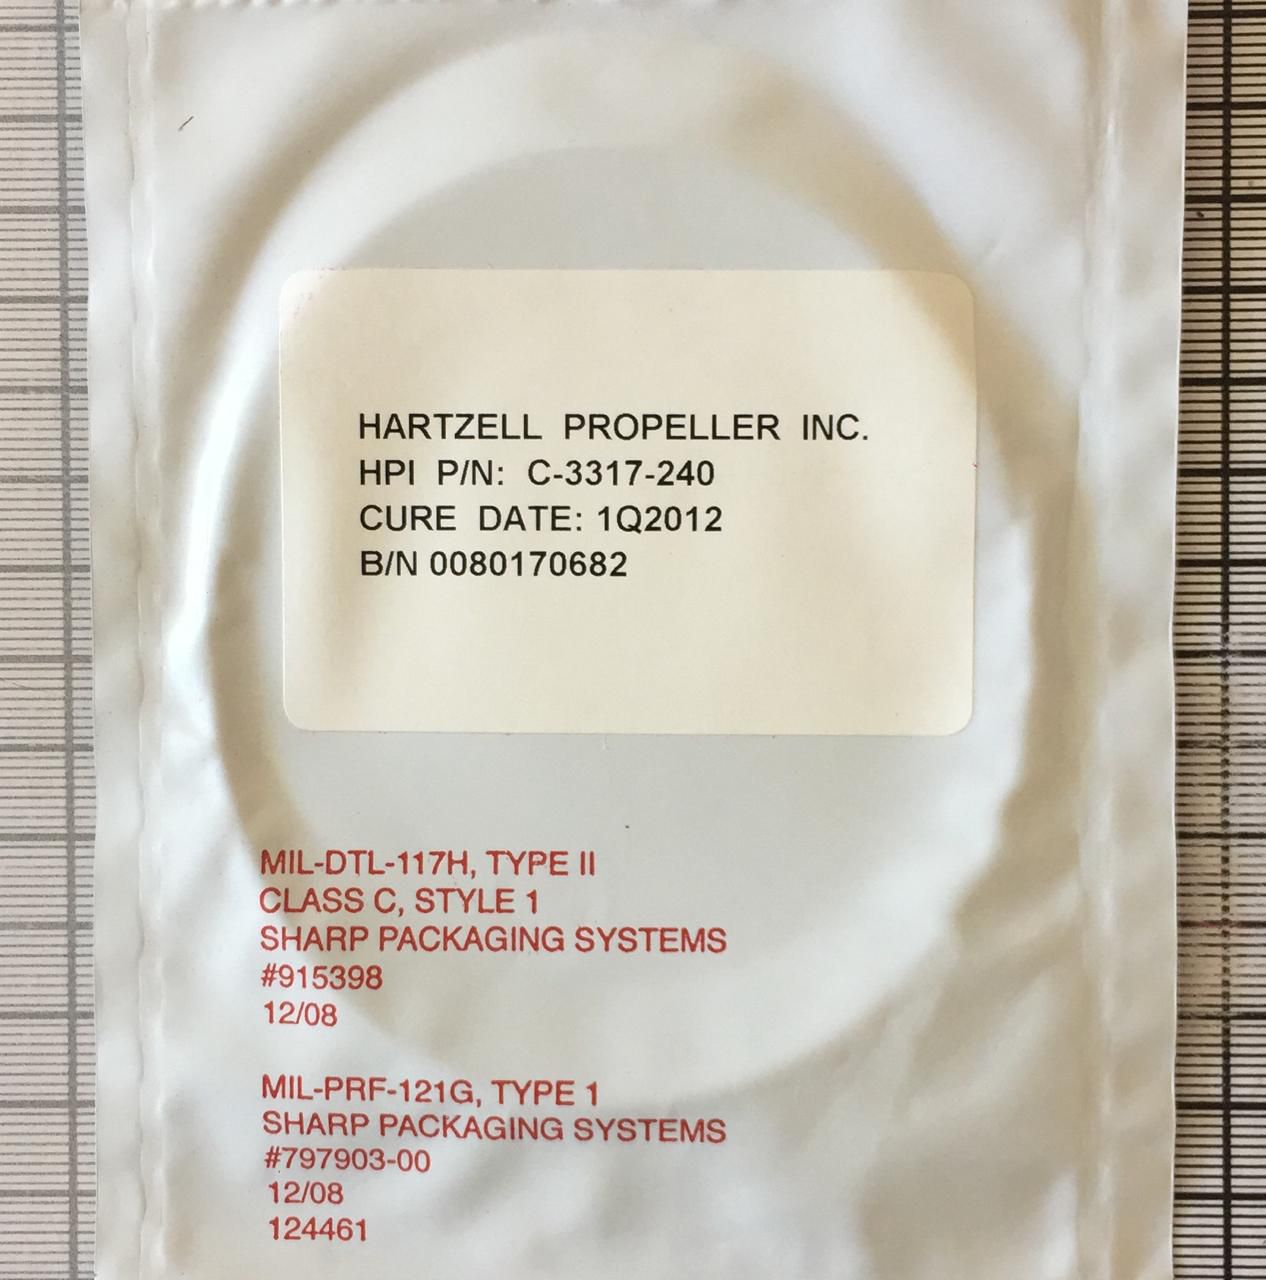 HARTZELL PROPELLER INC.
HPI P/N: C-3317-240
CURE DATE: 1Q2012
B/N 0080170682
MIL-DTL-117H, TYPE II
CLASS C, STYLE 1
SHARP PACKAGING SYSTEMS
#915398
12/08
MIL-PRF-121G, TYPE 1
SHARP PACKAGING SYSTEMS
#797903-00
12/08
124461